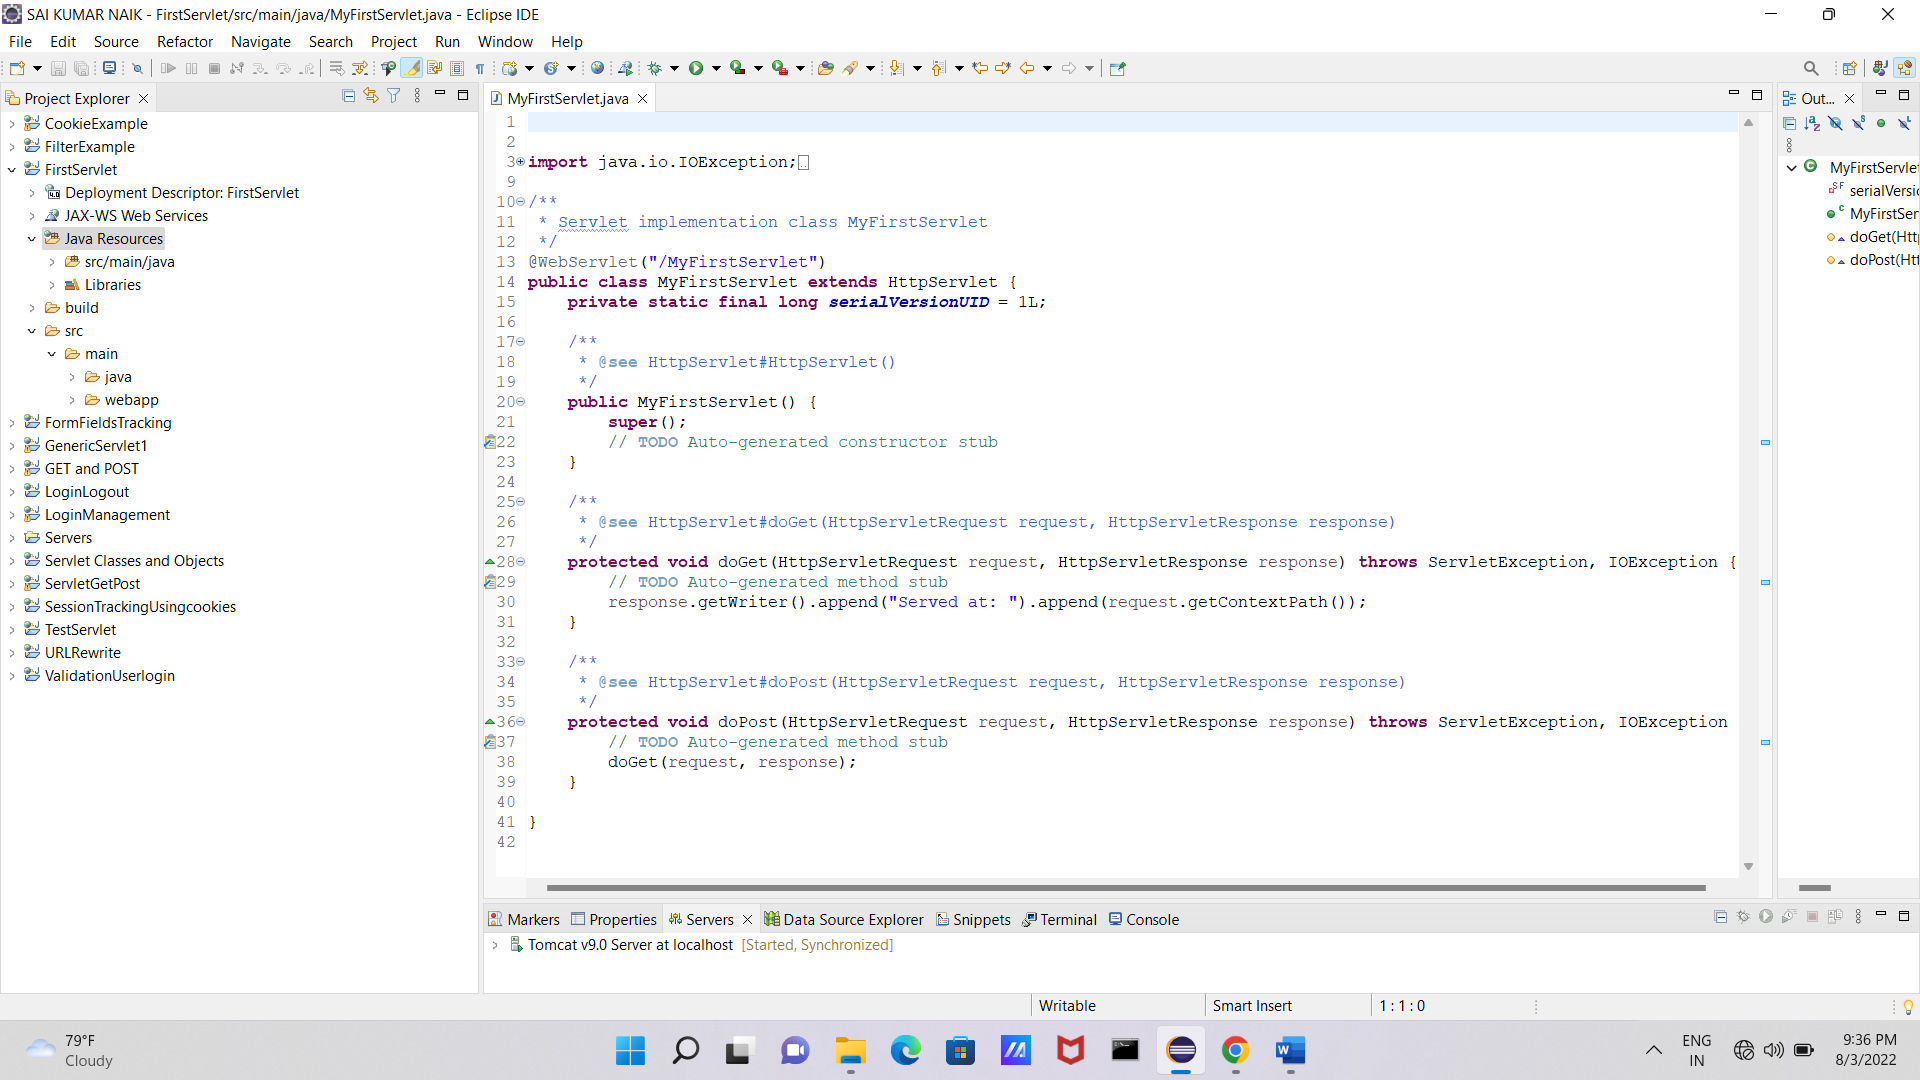 SAI KUMAR NAIK - FirstServlet/src/main/java/MyFirstServlet.java - Eclipse IDE
File Edit Source Refactor Navigate Search Project Run Window Help
Project Explorer
CookieExample
FilterExample
FirstServlet
Deployment Descriptor: FirstServlet
JAX-WS Web Services
Java Resources
src/main/java
Libraries
build
src
main
java
webapp
FormFieldsTracking
GenericServlet1
GET and POST
LoginLogout
LoginManagement
Servers
Servlet Classes and Objects
ServletGetPost
SessionTrackingUsingcookies
TestServlet
URLRewrite
ValidationUserlogin
MyFirstServlet.java
1
2
3 import java.io.IOException;
9
10 /**
11 * Servlet implementation class MyFirstServlet
12 */
13 @WebServlet("/MyFirstServlet")
14 public class MyFirstServlet extends HttpServlet {
15 private static final long serialVersionUID = 1L;
16
17 /**
18 * @see HttpServlet#HttpServlet()
19 */
20 public MyFirstServlet() {
21 super();
22 // TODO Auto-generated constructor stub
23 }
24
25 /**
26 * @see HttpServlet#doGet(HttpServletRequest request, HttpServletResponse response)
27 */
28 protected void doGet(HttpServletRequest request, HttpServletResponse response) throws ServletException, IOException {
29 // TODO Auto-generated method stub
30 response.getWriter().append("Served at: ").append(request.getContextPath());
31 }
32
33 /**
34 * @see HttpServlet#doPost(HttpServletRequest request, HttpServletResponse response)
35 */
36 protected void doPost(HttpServletRequest request, HttpServletResponse response) throws ServletException, IOException
37 // TODO Auto-generated method stub
38 doGet(request, response);
39 }
40
41 }
42
Out...
MyFirstServlet
serialVersio
MyFirstSer
doGet(Htt
doPost(Ht
Markers Properties Servers Data Source Explorer Snippets Terminal Console
Tomcat v9.0 Server at localhost [Started, Synchronized]
Writable Smart Insert 1 : 1 : 0
79°F
Cloudy
ENG
IN
9:36 PM
8/3/2022